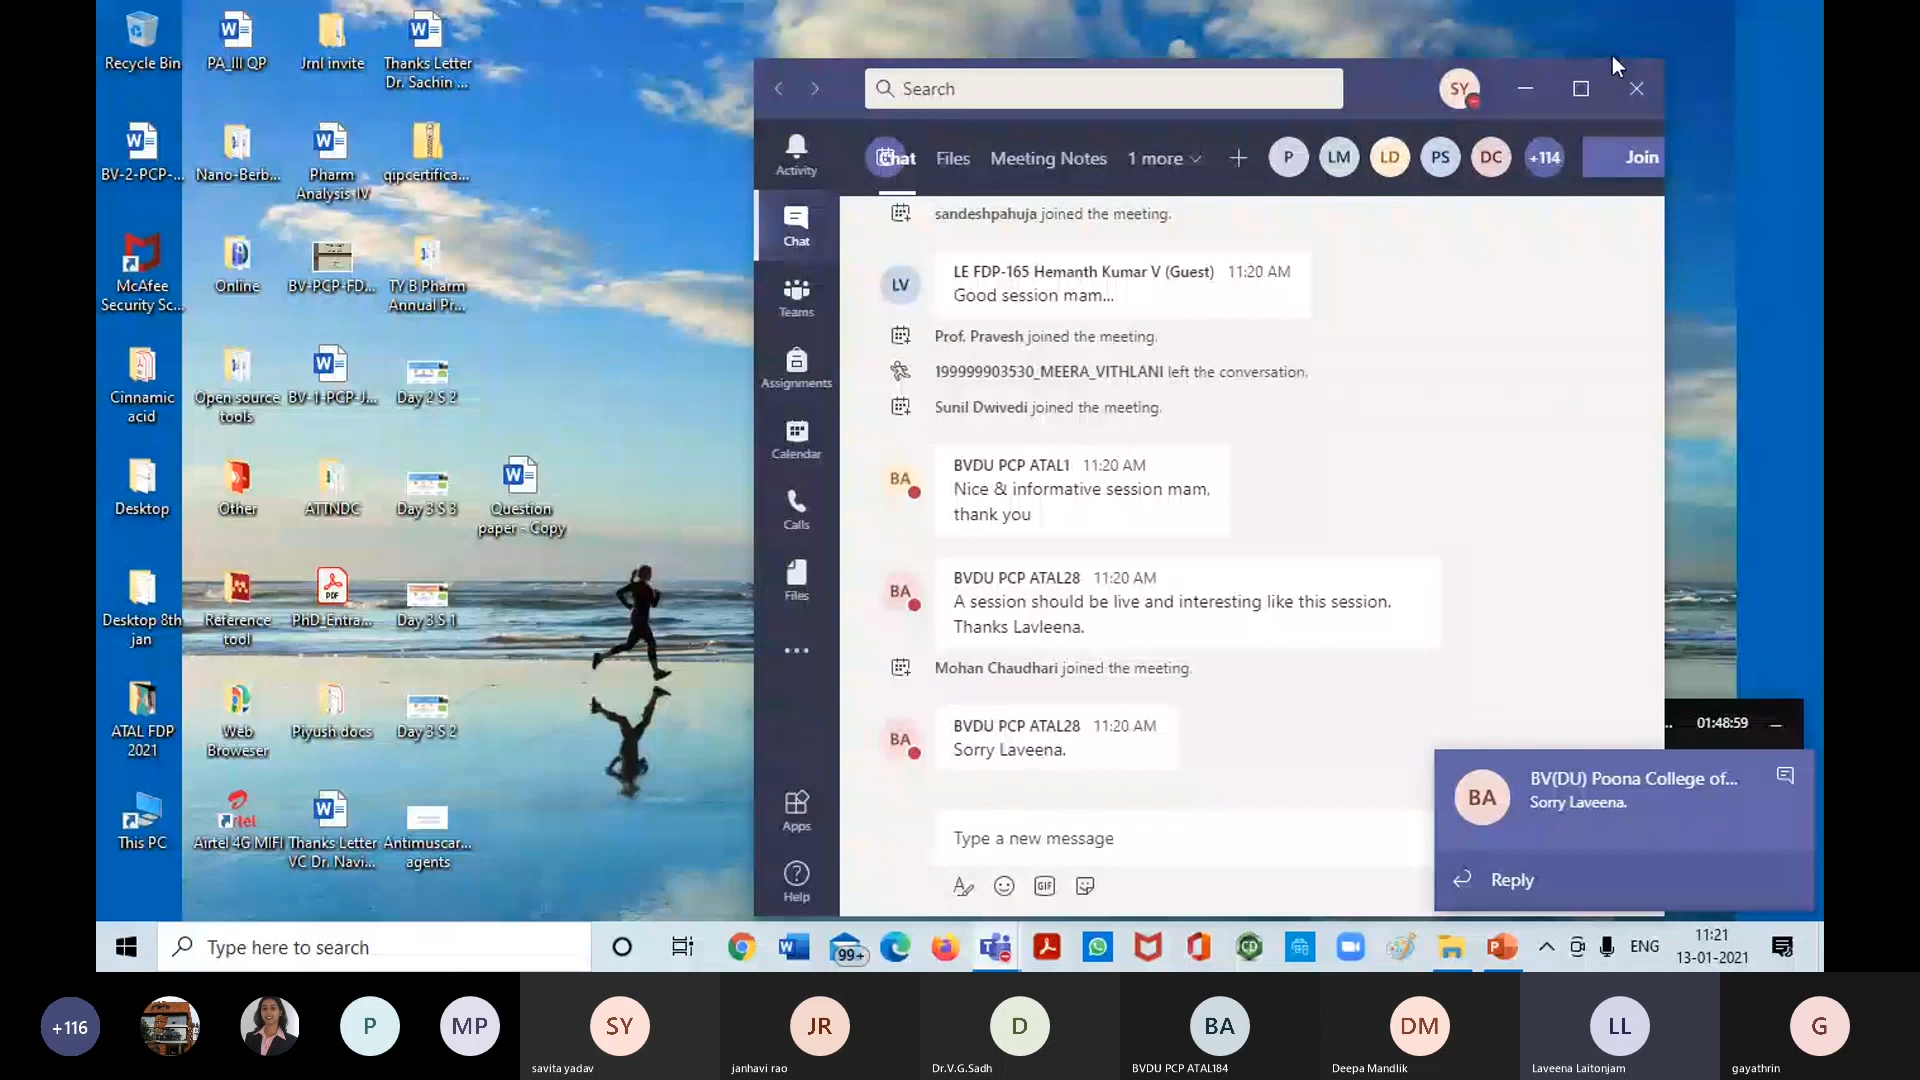 Recycle Bin
PA_III QP
Jrnl invite
Thanks Letter
Dr. Sachin ...
BV-2-PCP-...
Nano-Berb...
Pharm
Analysis-IV
qipcertifica...
McAfee
Security Sc...
Online
BV-PCP-FD...
TY B Pharm
Annual Pr...
Cinnamic
acid
Open source
tools
BV-1-PCP-J...
Day 2 S 2
Desktop
Other
ATTNDC
Day 3 S 3
Question
paper - Copy
Desktop 8th
jan
Reference
tool
PDF
PhD_Entra...
Day 3 S 1
ATAL FDP
2021
Web
Broweser
Piyush docs
Day 3 S 2
This PC
airtel
Airtel 4G MIFI
Thanks Letter
VC Dr. Navi...
Antimuscar...
agents
Search
SY
Activity
Chat
Teams
Assignments
Calendar
Calls
Files
Apps
Help
Chat
Files
Meeting Notes
1 more
P
LM
LD
PS
DC
+114
Join
sandeshpahuja joined the meeting.
LV
LE FDP-165 Hemanth Kumar V (Guest) 11:20 AM
Good session mam...
Prof. Pravesh joined the meeting.
199999903530_MEERA_VITHLANI left the conversation.
Sunil Dwivedi joined the meeting.
BA
BVDU PCP ATAL1 11:20 AM
Nice & informative session mam,
thank you
BA
BVDU PCP ATAL28 11:20 AM
A session should be live and interesting like this session.
Thanks Lavleena.
Mohan Chaudhari joined the meeting.
BA
BVDU PCP ATAL28 11:20 AM
Sorry Laveena.
Type a new message
GIF
... 01:48:59
BA
BV(DU) Poona College of...
Sorry Laveena.
Reply
Type here to search
99+
ENG
11:21
13-01-2021
+116
P
MP
SY
savita yadav
JR
janhavi rao
D
Dr.V.G.Sadh
BA
BVDU PCP ATAL184
DM
Deepa Mandlik
LL
Laveena Laitonjam
G
gayathrin